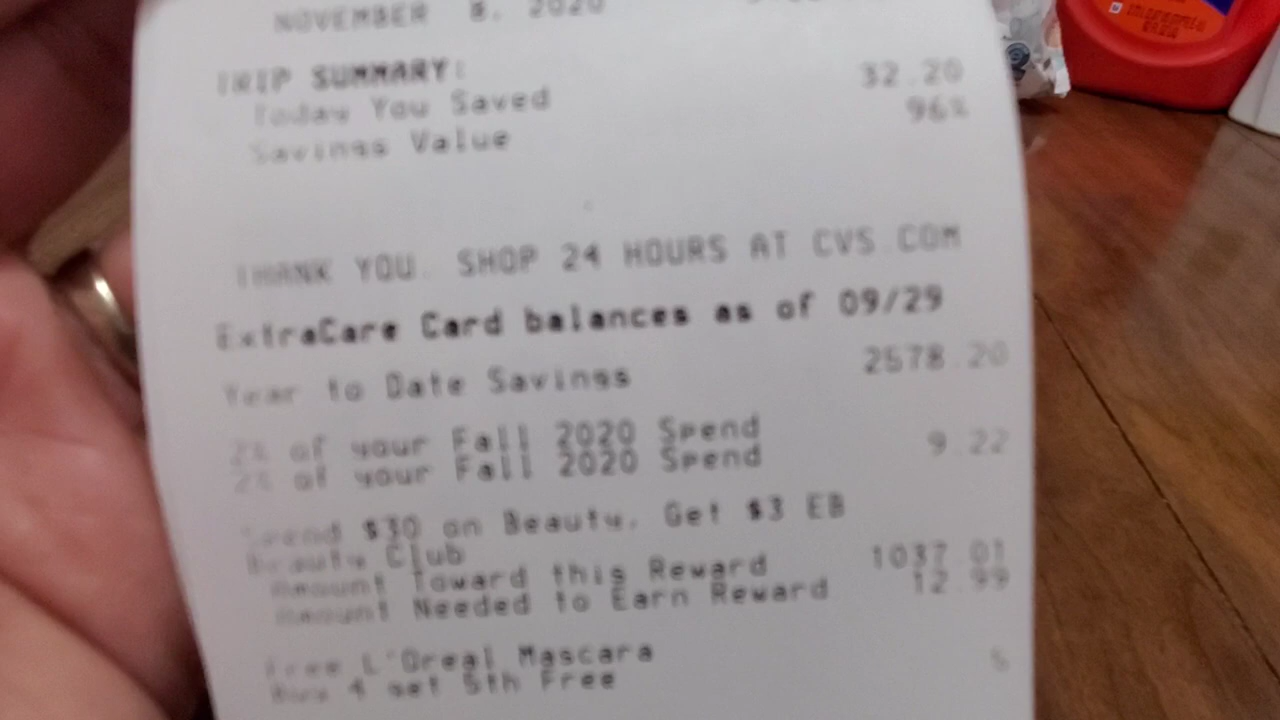 NOVEMBER 8, 2020
TRIP SUMMARY:
Today You Saved 32.20
Savings Value 96%
THANK YOU. SHOP 24 HOURS AT CVS.COM
ExtraCare Card balances as of 09/29
Year to Date Savings 2578.20
2% of your Fall 2020 Spend
2% of your Fall 2020 Spend 9.22
Spend $30 on Beauty, Get $3 EB
Beauty Club
Amount Toward this Reward 1037.01
Amount Needed to Earn Reward 12.99
Free L'Oreal Mascara
Buy 4 get 5th Free